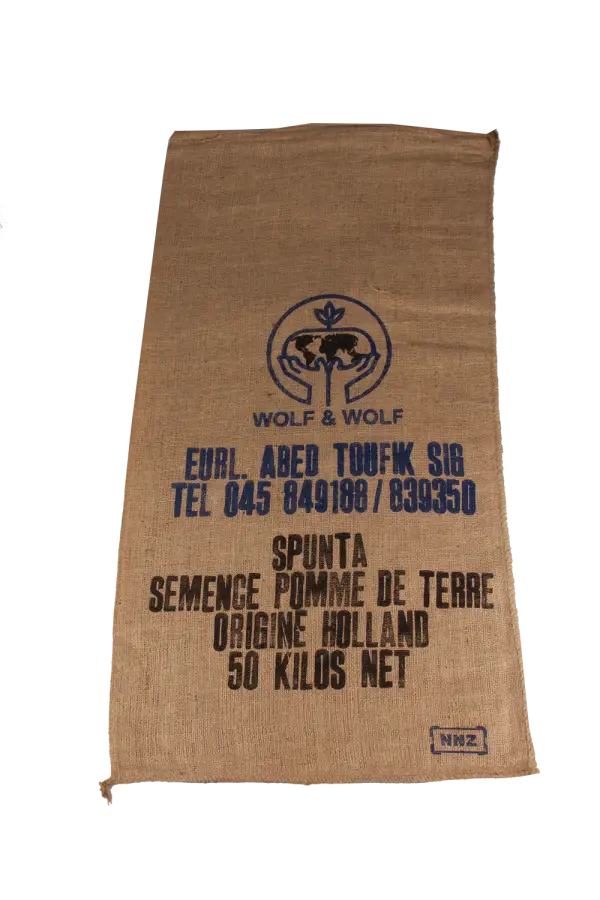 WOLF & WOLF
EURL. ABED TOUFIK SIG
TEL 045 849188 / 839350
SPUNTA
SEMENCE POMME DE TERRE
ORIGINE HOLLAND
50 KILOS NET
NNZ